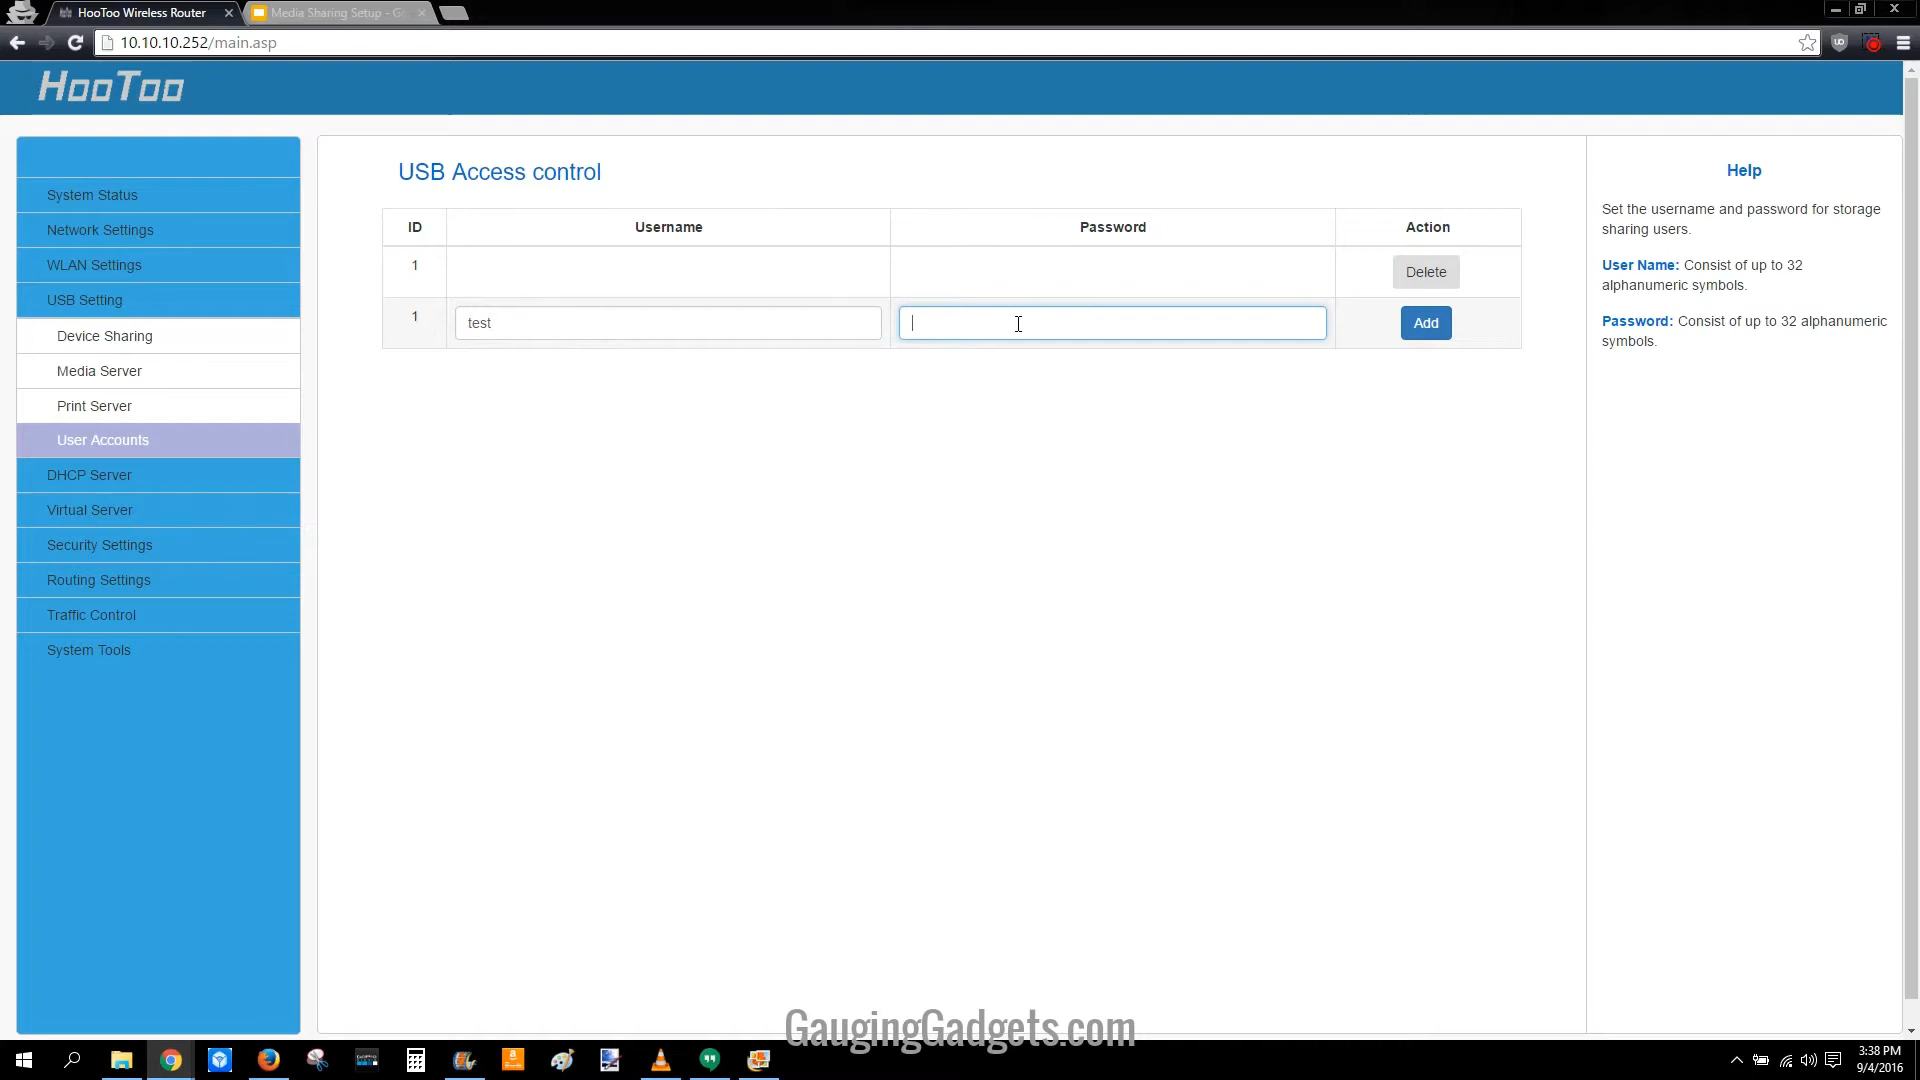 HooToo Wireless Router
Media Sharing Setup - G
10.10.10.252/main.asp
HooToo
System Status
Network Settings
WLAN Settings
USB Setting
Device Sharing
Media Server
Print Server
User Accounts
DHCP Server
Virtual Server
Security Settings
Routing Settings
Traffic Control
System Tools
USB Access control
ID Username Password Action
1 Delete
1 test Add
Help
Set the username and password for storage
sharing users.
User Name: Consist of up to 32
alphanumeric symbols.
Password: Consist of up to 32 alphanumeric
symbols.
GaugingGadgets.com
3:38 PM
9/4/2016